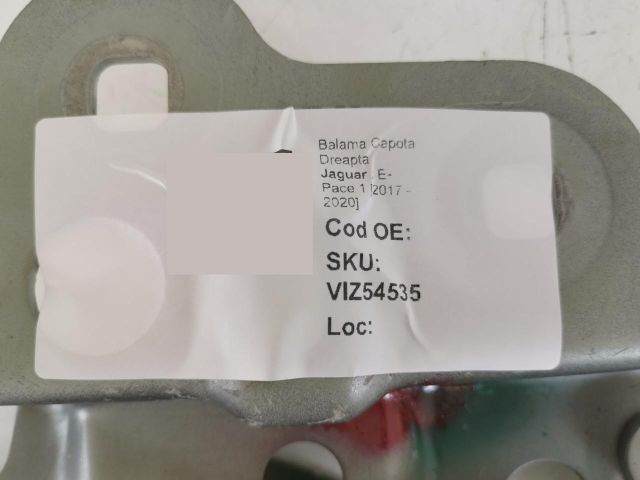 Balama Capota
Dreapta
Jaguar E-
Pace 1 [2017 -
2020]
Cod OE:
SKU:
VIZ54535
Loc: